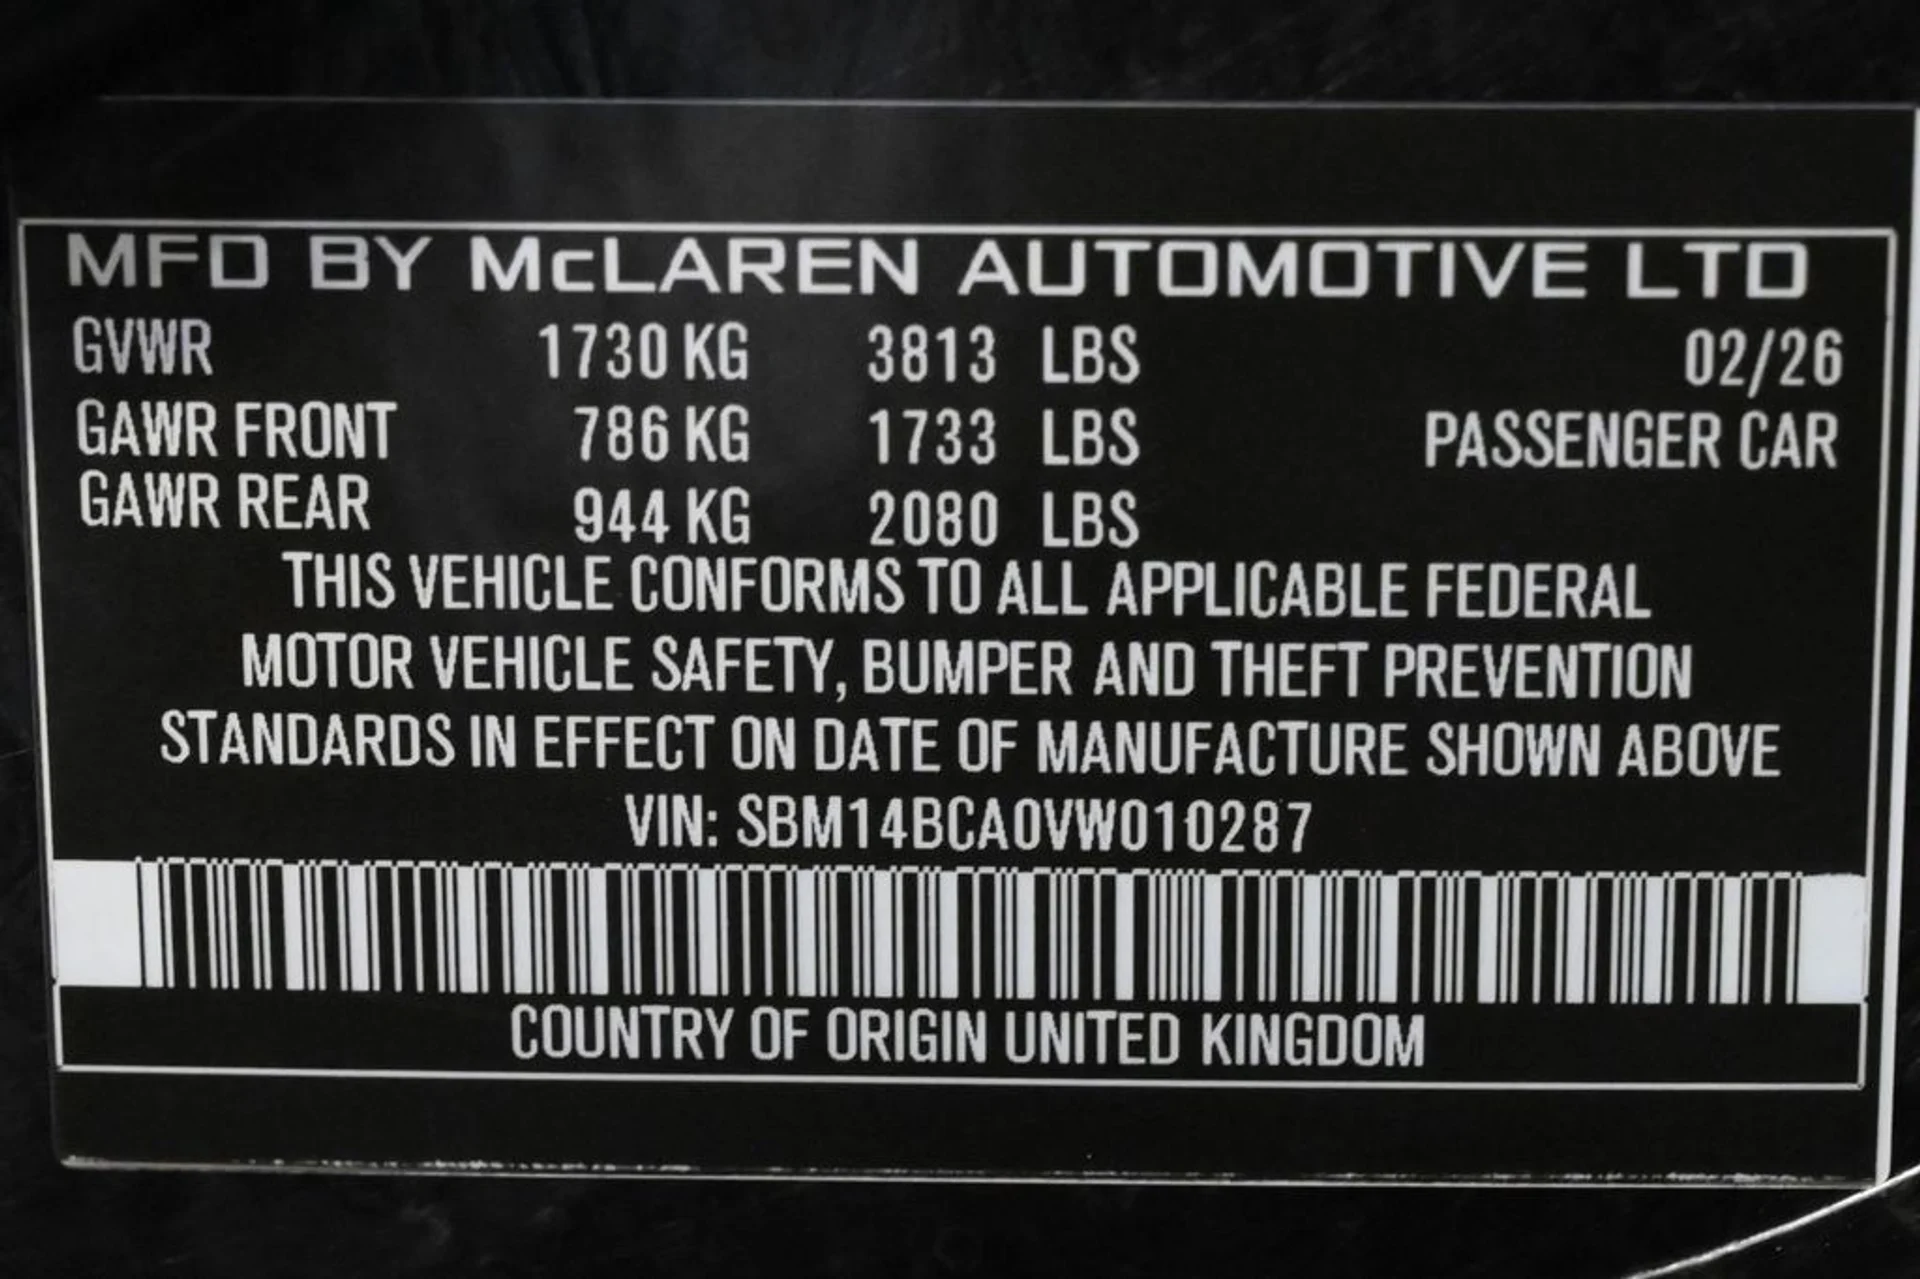 MFD BY McLAREN AUTOMOTIVE LTD
GVWR 1730 KG 3813 LBS 02/26
GAWR FRONT 786 KG 1733 LBS PASSENGER CAR
GAWR REAR 944 KG 2080 LBS
THIS VEHICLE CONFORMS TO ALL APPLICABLE FEDERAL
MOTOR VEHICLE SAFETY, BUMPER AND THEFT PREVENTION
STANDARDS IN EFFECT ON DATE OF MANUFACTURE SHOWN ABOVE
VIN: SBM14BCA0VW010287
COUNTRY OF ORIGIN UNITED KINGDOM